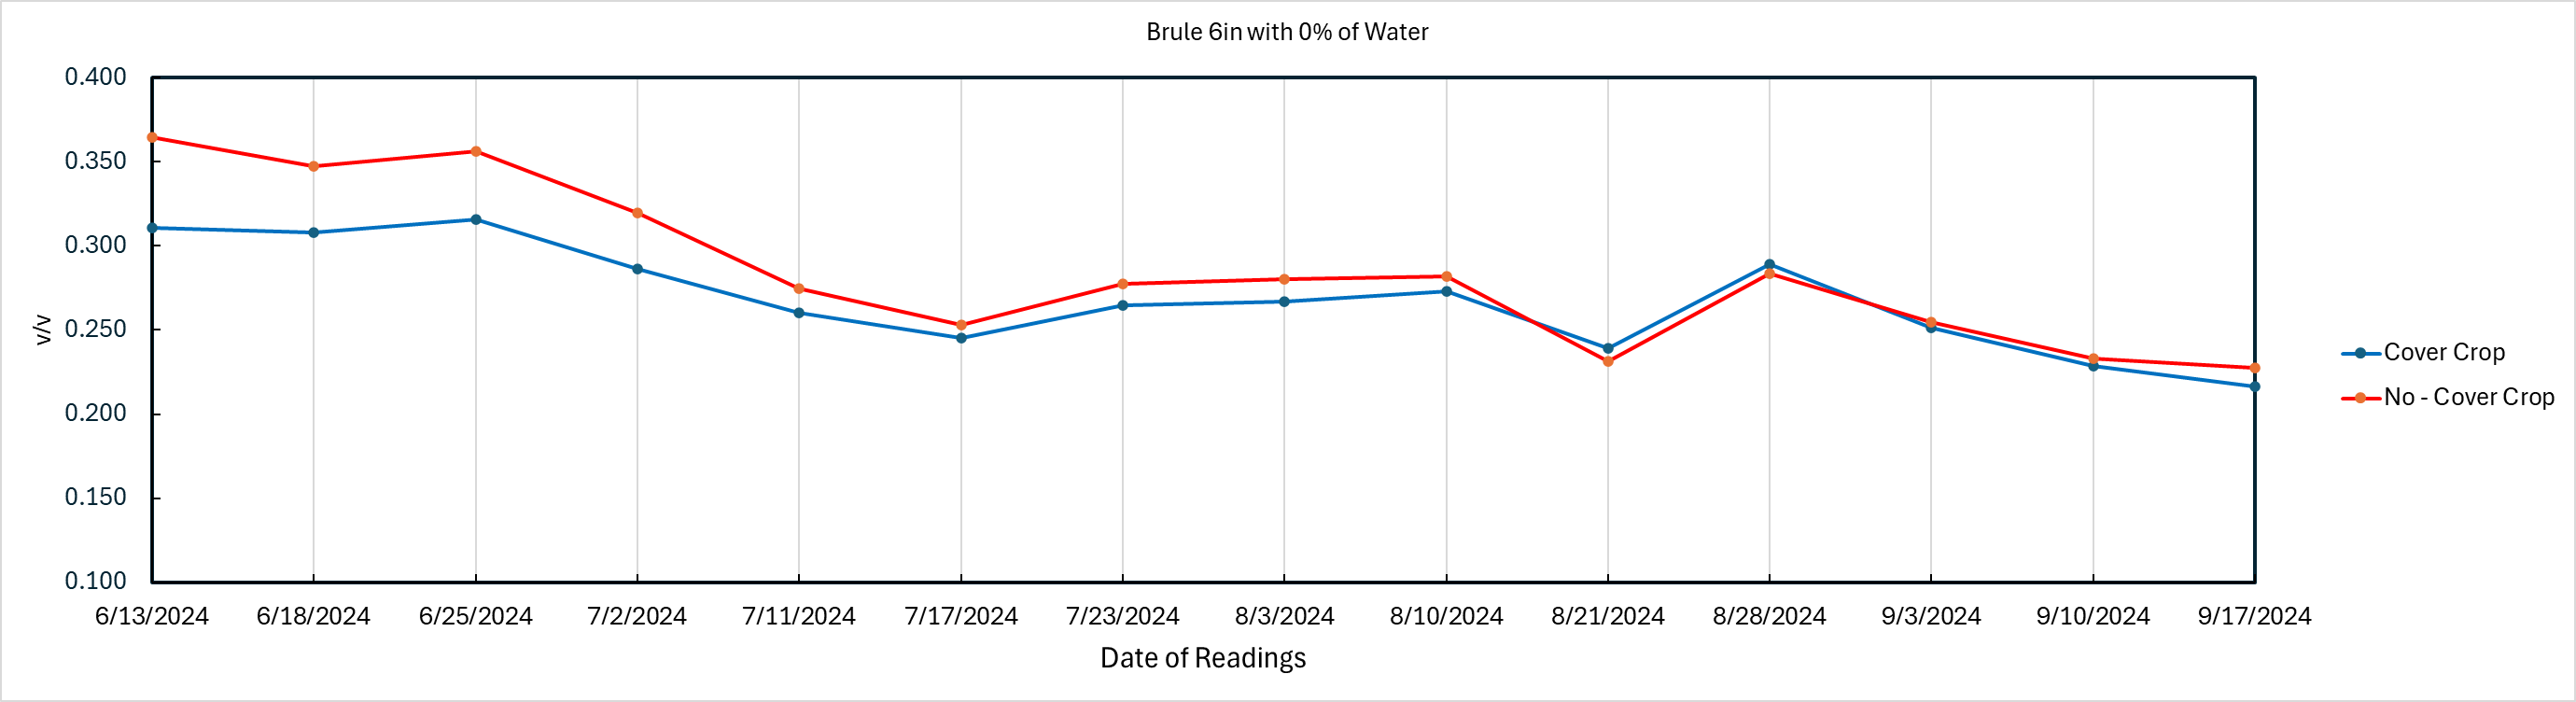 Brule 6in with 0% of Water
0.400
0.350
0.300
0.250
0.200
0.150
0.100
v/v
6/13/2024 6/18/2024 6/25/2024 7/2/2024 7/11/2024 7/17/2024 7/23/2024 8/3/2024 8/10/2024 8/21/2024 8/28/2024 9/3/2024 9/10/2024 9/17/2024
Date of Readings
Cover Crop
No - Cover Crop